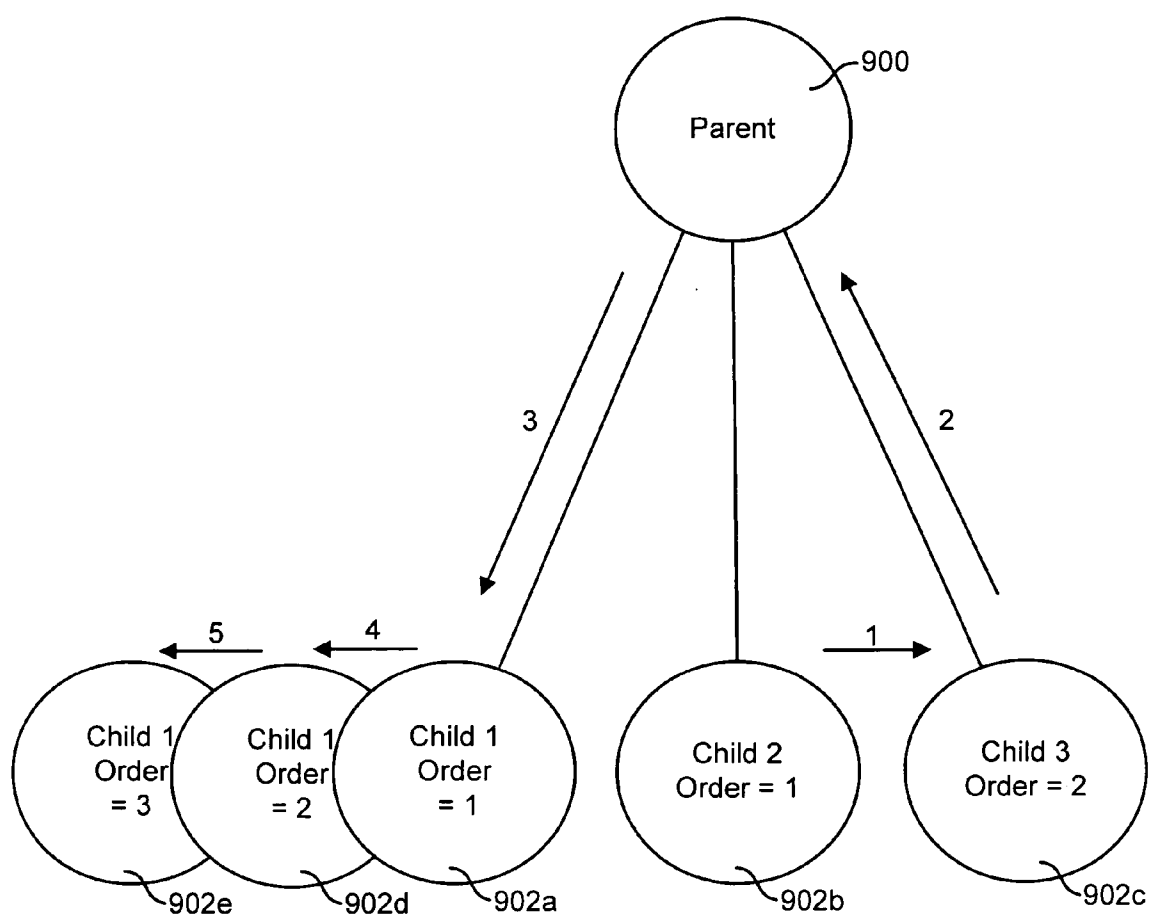 900
Parent
3
2
5
4
1
Child 1
Order
= 3
Child 1
Order
= 2
Child 1
Order
= 1
Child 2
Order = 1
Child 3
Order = 2
902e
902d
902a
902b
902c